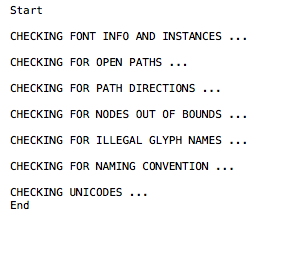 Start
CHECKING FONT INFO AND INSTANCES ...
CHECKING FOR OPEN PATHS ...
CHECKING FOR PATH DIRECTIONS ...
CHECKING FOR NODES OUT OF BOUNDS ...
CHECKING FOR ILLEGAL GLYPH NAMES ...
CHECKING FOR NAMING CONVENTION ...
CHECKING UNICODES ...
End